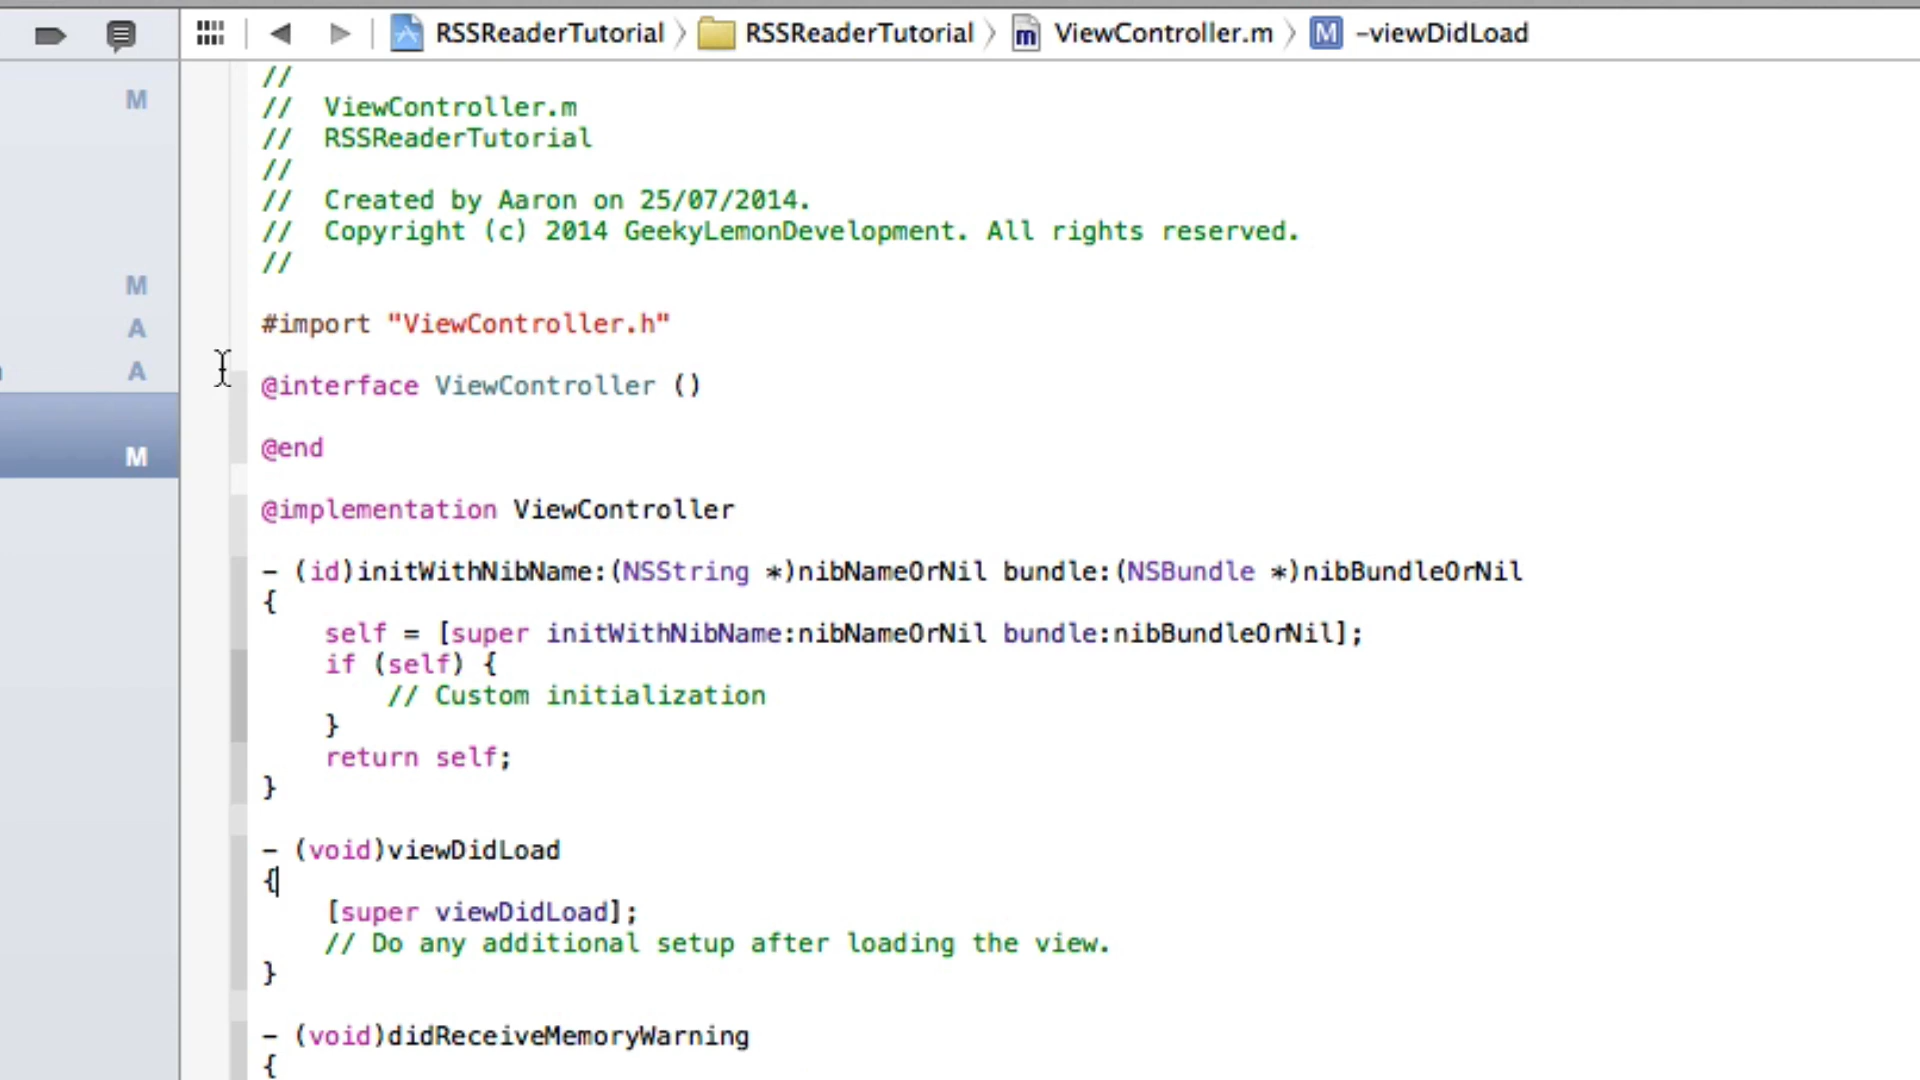 RSSReaderTutorial RSSReaderTutorial m ViewController.m M -viewDidLoad
M
M
A
A
M
//
// ViewController.m
// RSSReaderTutorial
//
// Created by Aaron on 25/07/2014.
// Copyright (c) 2014 GeekyLemonDevelopment. All rights reserved.
//
#import "ViewController.h"
@interface ViewController ()
@end
@implementation ViewController
- (id)initWithNibName:(NSString *)nibNameOrNil bundle:(NSBundle *)nibBundleOrNil
{
self = [super initWithNibName:nibNameOrNil bundle:nibBundleOrNil];
if (self) {
// Custom initialization
}
return self;
}
- (void)viewDidLoad
{
[super viewDidLoad];
// Do any additional setup after loading the view.
}
- (void)didReceiveMemoryWarning
{